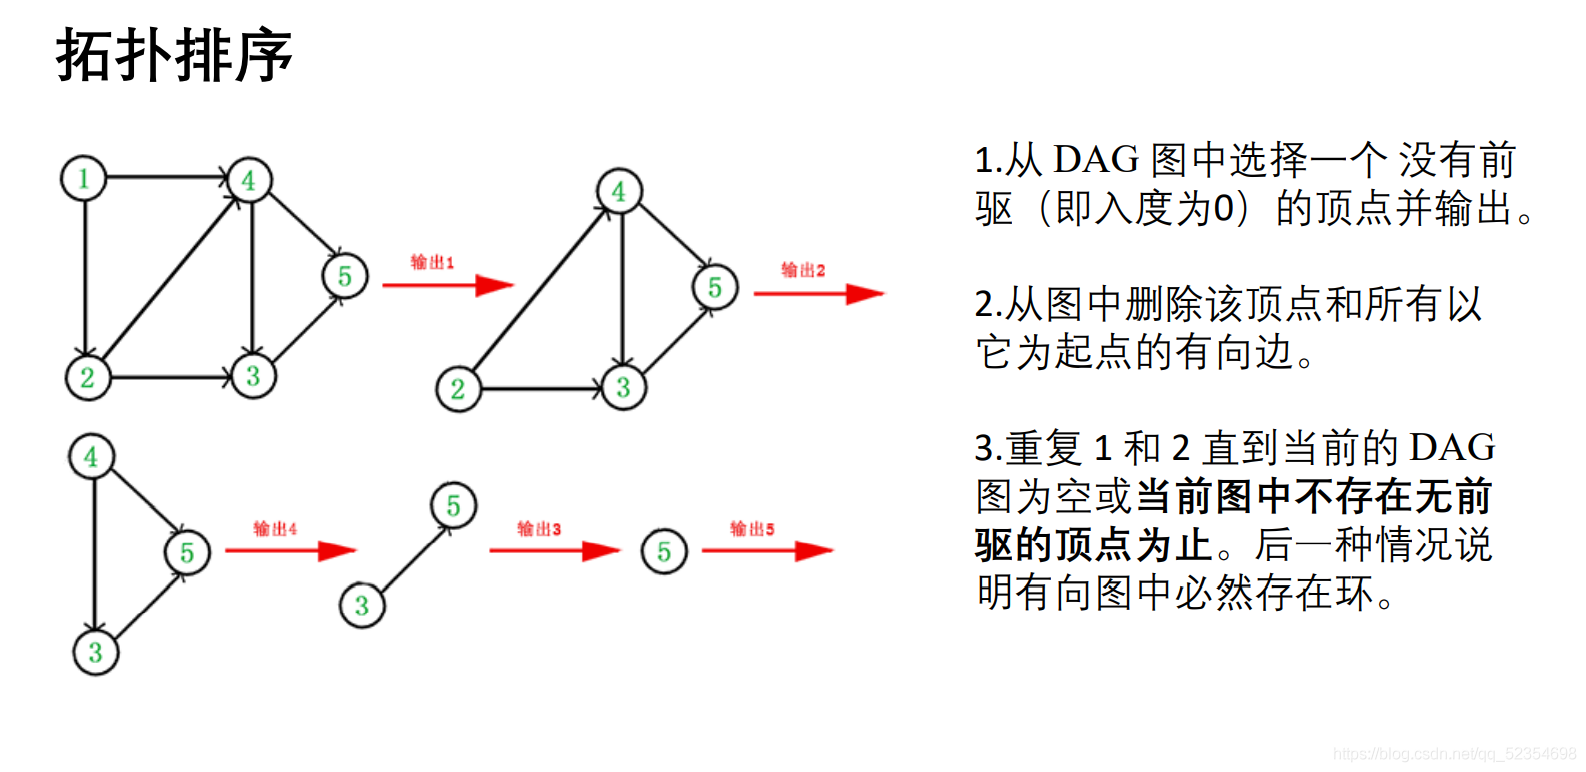 拓扑排序
1
4
5
2
3
输出1
4
5
2
3
输出2
4
5
3
输出4
5
3
输出3
5
输出5
1.从 DAG 图中选择一个 没有前
驱（即入度为0）的顶点并输出。
2.从图中删除该顶点和所有以
它为起点的有向边。
3.重复 1 和 2 直到当前的 DAG
图为空或当前图中不存在无前
驱的顶点为止。后一种情况说
明有向图中必然存在环。
https://blog.csdn.net/qq_52354698